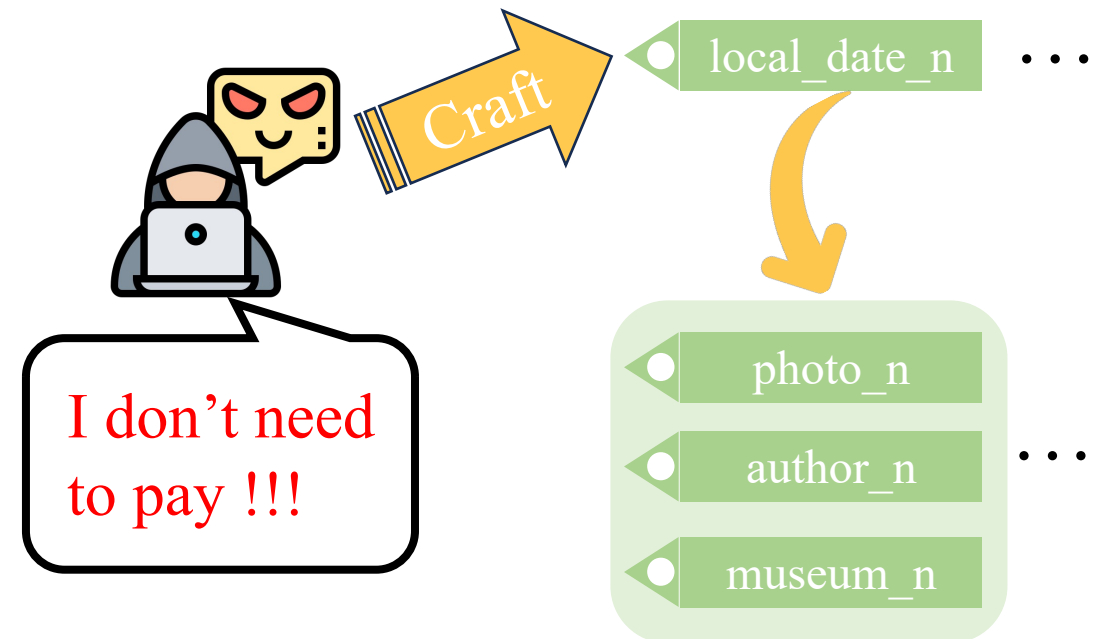 Craft
local_date_n ...
I don’t need
to pay !!!
photo_n
author_n ...
museum_n